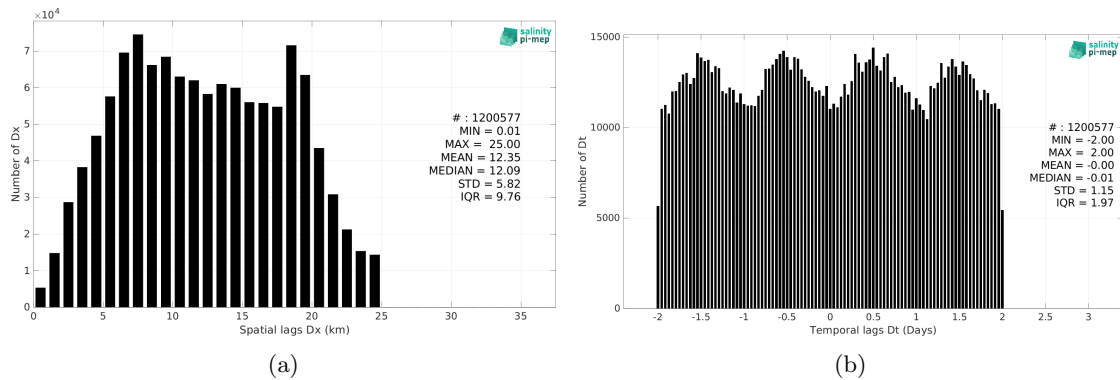 ×10⁴
7
6
5
4
3
2
1
0
Number of Dx
0 5 10 15 20 25 30 35
Spatial lags Dx (km)
salinity
pi-mep
# : 1200577
MIN = 0.01
MAX = 25.00
MEAN = 12.35
MEDIAN = 12.09
STD = 5.82
IQR = 9.76
(a)
15000
10000
5000
0
Number of Dt
-2 -1.5 -1 -0.5 0 0.5 1 1.5 2 2.5 3
Temporal lags Dt (Days)
salinity
pi-mep
# : 1200577
MIN = -2.00
MAX = 2.00
MEAN = -0.00
MEDIAN = -0.01
STD = 1.15
IQR = 1.97
(b)